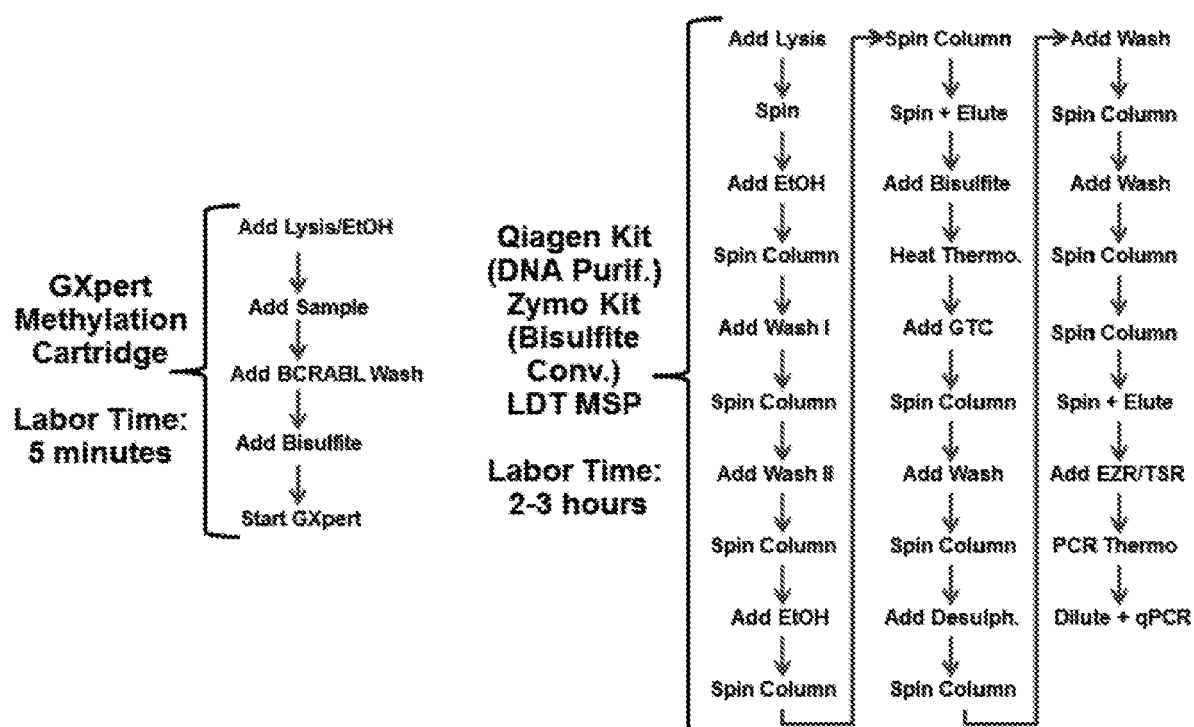 GXpert
Methylation
Cartridge
Labor Time:
5 minutes
Add Lysis/EtOH
Add Sample
Add BCRABL Wash
Add Bisulfite
Start GXpert
Qiagen Kit
(DNA Purif.)
Zymo Kit
(Bisulfite
Conv.)
LDT MSP
Labor Time:
2-3 hours
Add Lysis
Spin
Add EtOH
Spin Column
Add Wash I
Spin Column
Add Wash II
Spin Column
Add EtOH
Spin Column
Spin Column
Spin + Elute
Add Bisulfite
Heat Thermo.
Add GTC
Spin Column
Add Wash
Spin Column
Add Desulph.
Spin Column
Add Wash
Spin Column
Add Wash
Spin Column
Spin Column
Spin + Elute
Add EZR/TSR
PCR Thermo
Dilute + qPCR